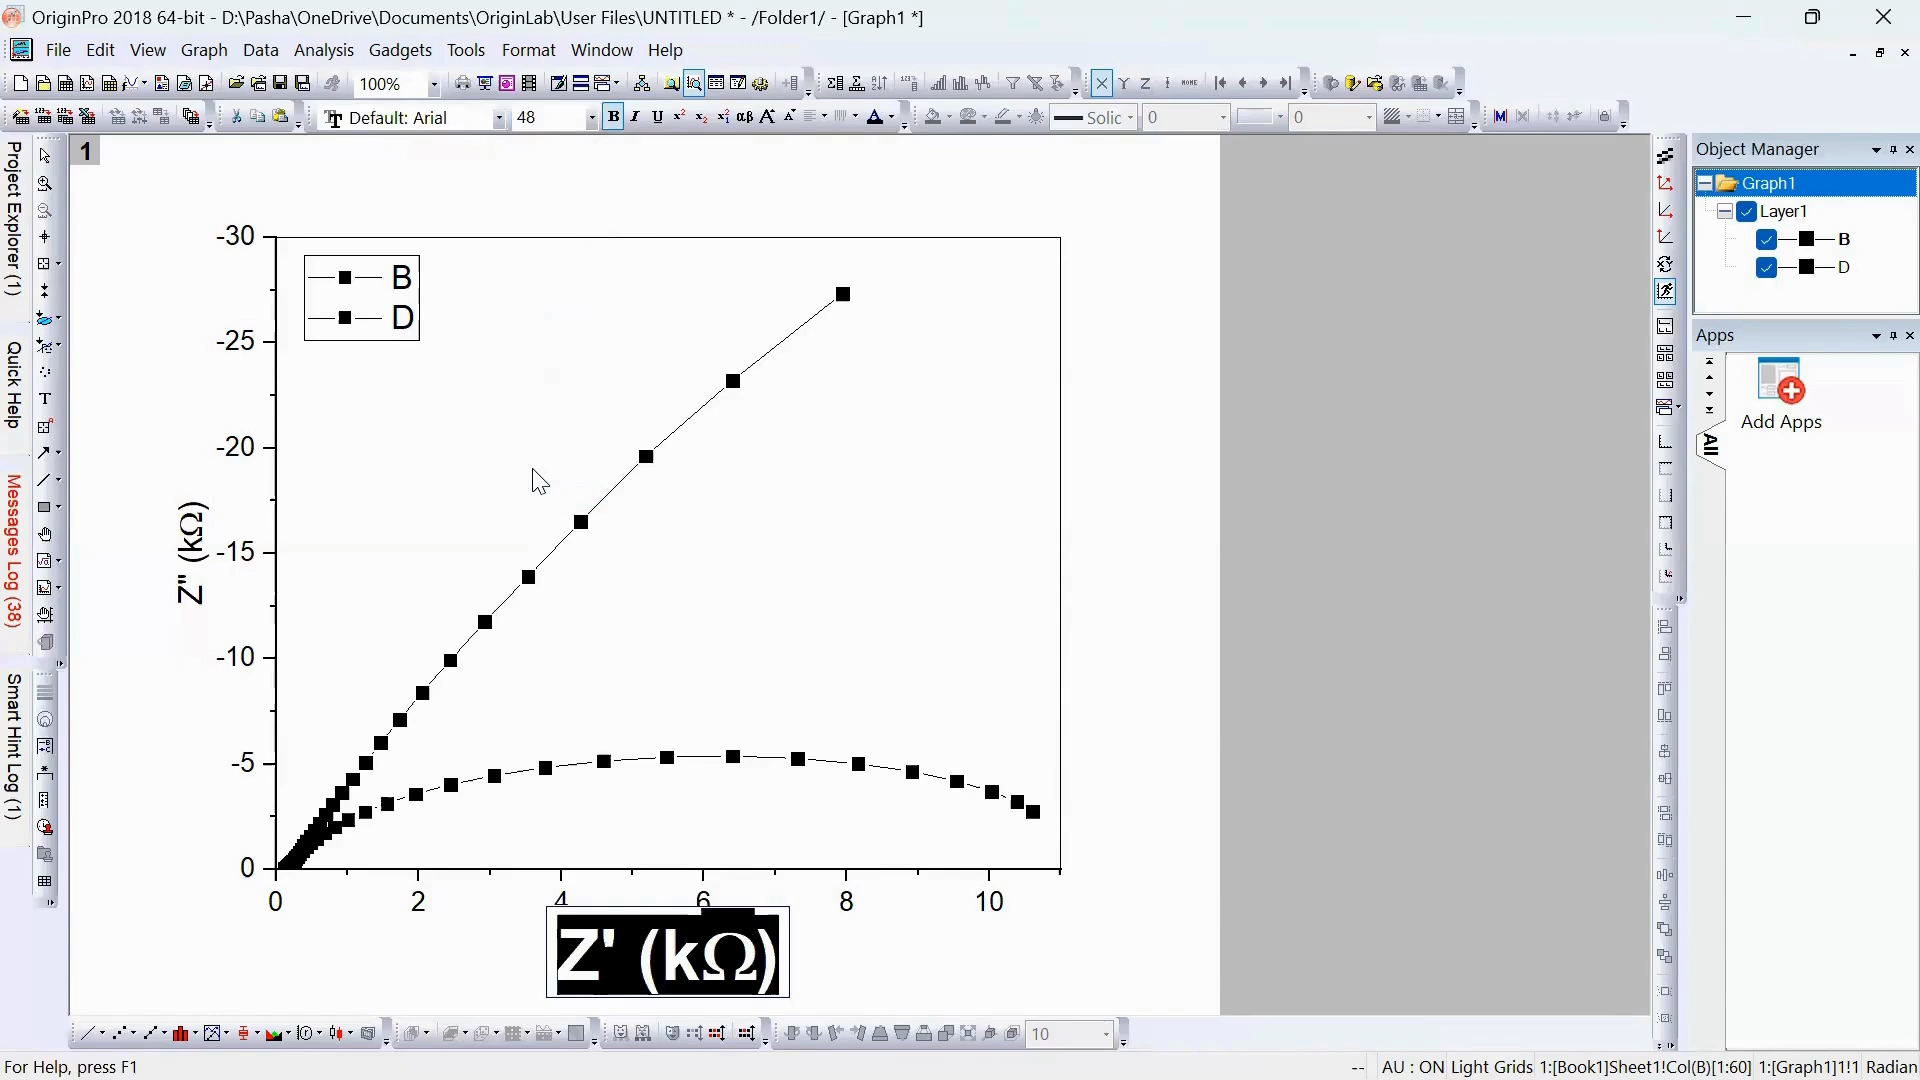 OriginPro 2018 64-bit - D:\Pasha\OneDrive\Documents\OriginLab\User Files\UNTITLED * - /Folder1/ - [Graph1 *]
File Edit View Graph Data Analysis Gadgets Tools Format Window Help
100%
X Y Z NONE
Default: Arial 48 B I U αβ A A A Solic 0 0
Project Explorer (1)
Quick Help
Messages Log (38)
Smart Hint Log (1)
1
-30
-25
-20
-15
-10
-5
0
B
D
Z" (kΩ)
0 2 4 6 8 10
Z' (kΩ)
Object Manager
Graph1
Layer1
B
D
Apps
All
Add Apps
10
For Help, press F1
-- AU : ON Light Grids 1:[Book1]Sheet1!Col(B)[1:60] 1:[Graph1]1!1 Radian